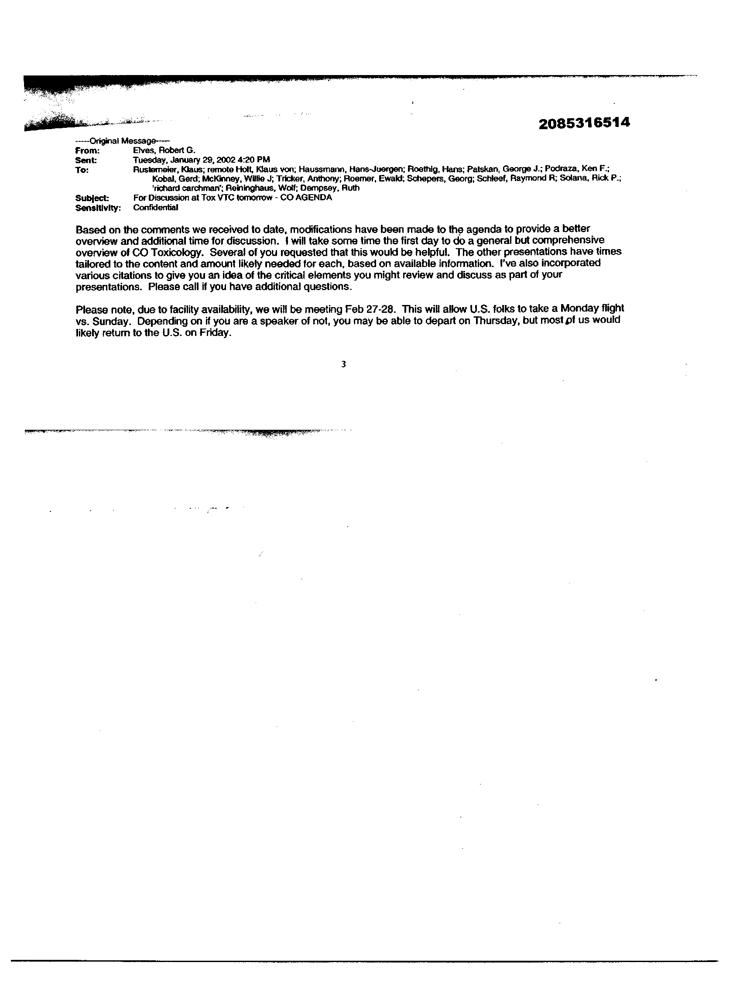 2085316514
-----Original Message-----
From: Elves, Robert G.
Sent: Tuesday, January 29, 2002 4:20 PM
To: Rustemeier, Klaus; remote Holt, Klaus von; Haussmann, Hans-Juergen; Roethig, Hans; Patskan, George J.; Podraza, Ken F.;
Kobal, Gerd; McKinney, Willie J; Tricker, Anthony; Roemer, Ewald; Schepers, Georg; Schleef, Raymond R; Solana, Rick P.;
'richard carchman'; Reininghaus, Wolf; Dempsey, Ruth
Subject: For Discussion at Tox VTC tomorrow - CO AGENDA
Sensitivity: Confidential
Based on the comments we received to date, modifications have been made to the agenda to provide a better
overview and additional time for discussion. I will take some time the first day to do a general but comprehensive
overview of CO Toxicology. Several of you requested that this would be helpful. The other presentations have times
tailored to the content and amount likely needed for each, based on available information. I've also incorporated
various citations to give you an idea of the critical elements you might review and discuss as part of your
presentations. Please call if you have additional questions.
Please note, due to facility availability, we will be meeting Feb 27-28. This will allow U.S. folks to take a Monday flight
vs. Sunday. Depending on if you are a speaker of not, you may be able to depart on Thursday, but most of us would
likely return to the U.S. on Friday.
3